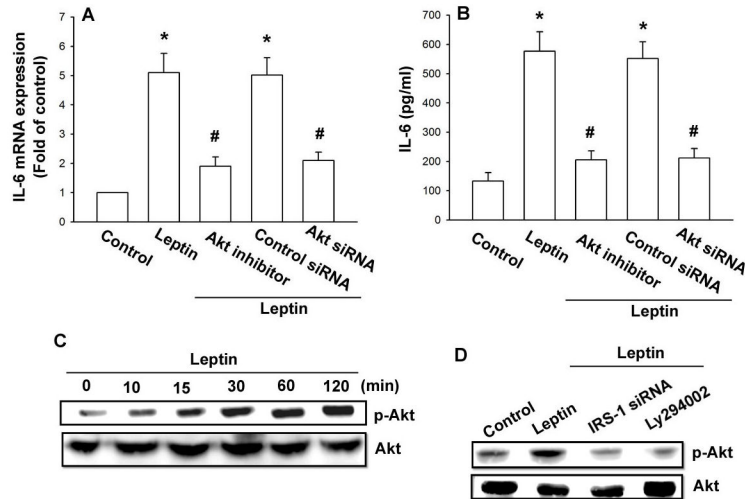 A
IL-6 mRNA expression
(Fold of control)
7
6
5
4
3
2
1
0
*
*
#
#
Control
Leptin
Akt inhibitor
Control siRNA
Akt siRNA
Leptin
B
IL-6
(pg/ml)
700
600
500
400
300
200
100
0
*
*
#
#
Control
Leptin
Akt inhibitor
Control siRNA
Akt siRNA
Leptin
C
Leptin
0 10 15 30 60 120 (min)
p-Akt
Akt
D
Leptin
Control Leptin IRS-1 siRNA Ly294002
p-Akt
Akt